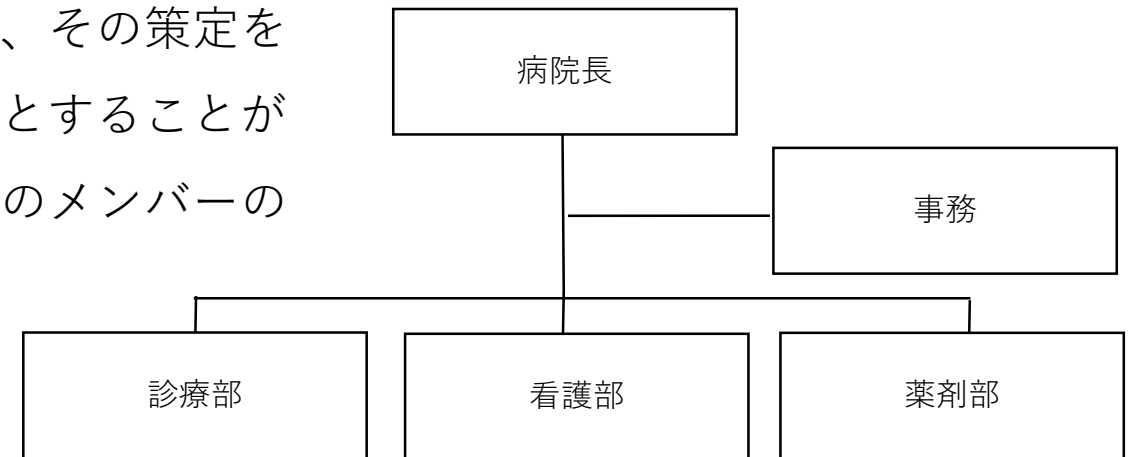 、その策定を
とすることが
のメンバーの
病院長
事務
診療部
看護部
薬剤部